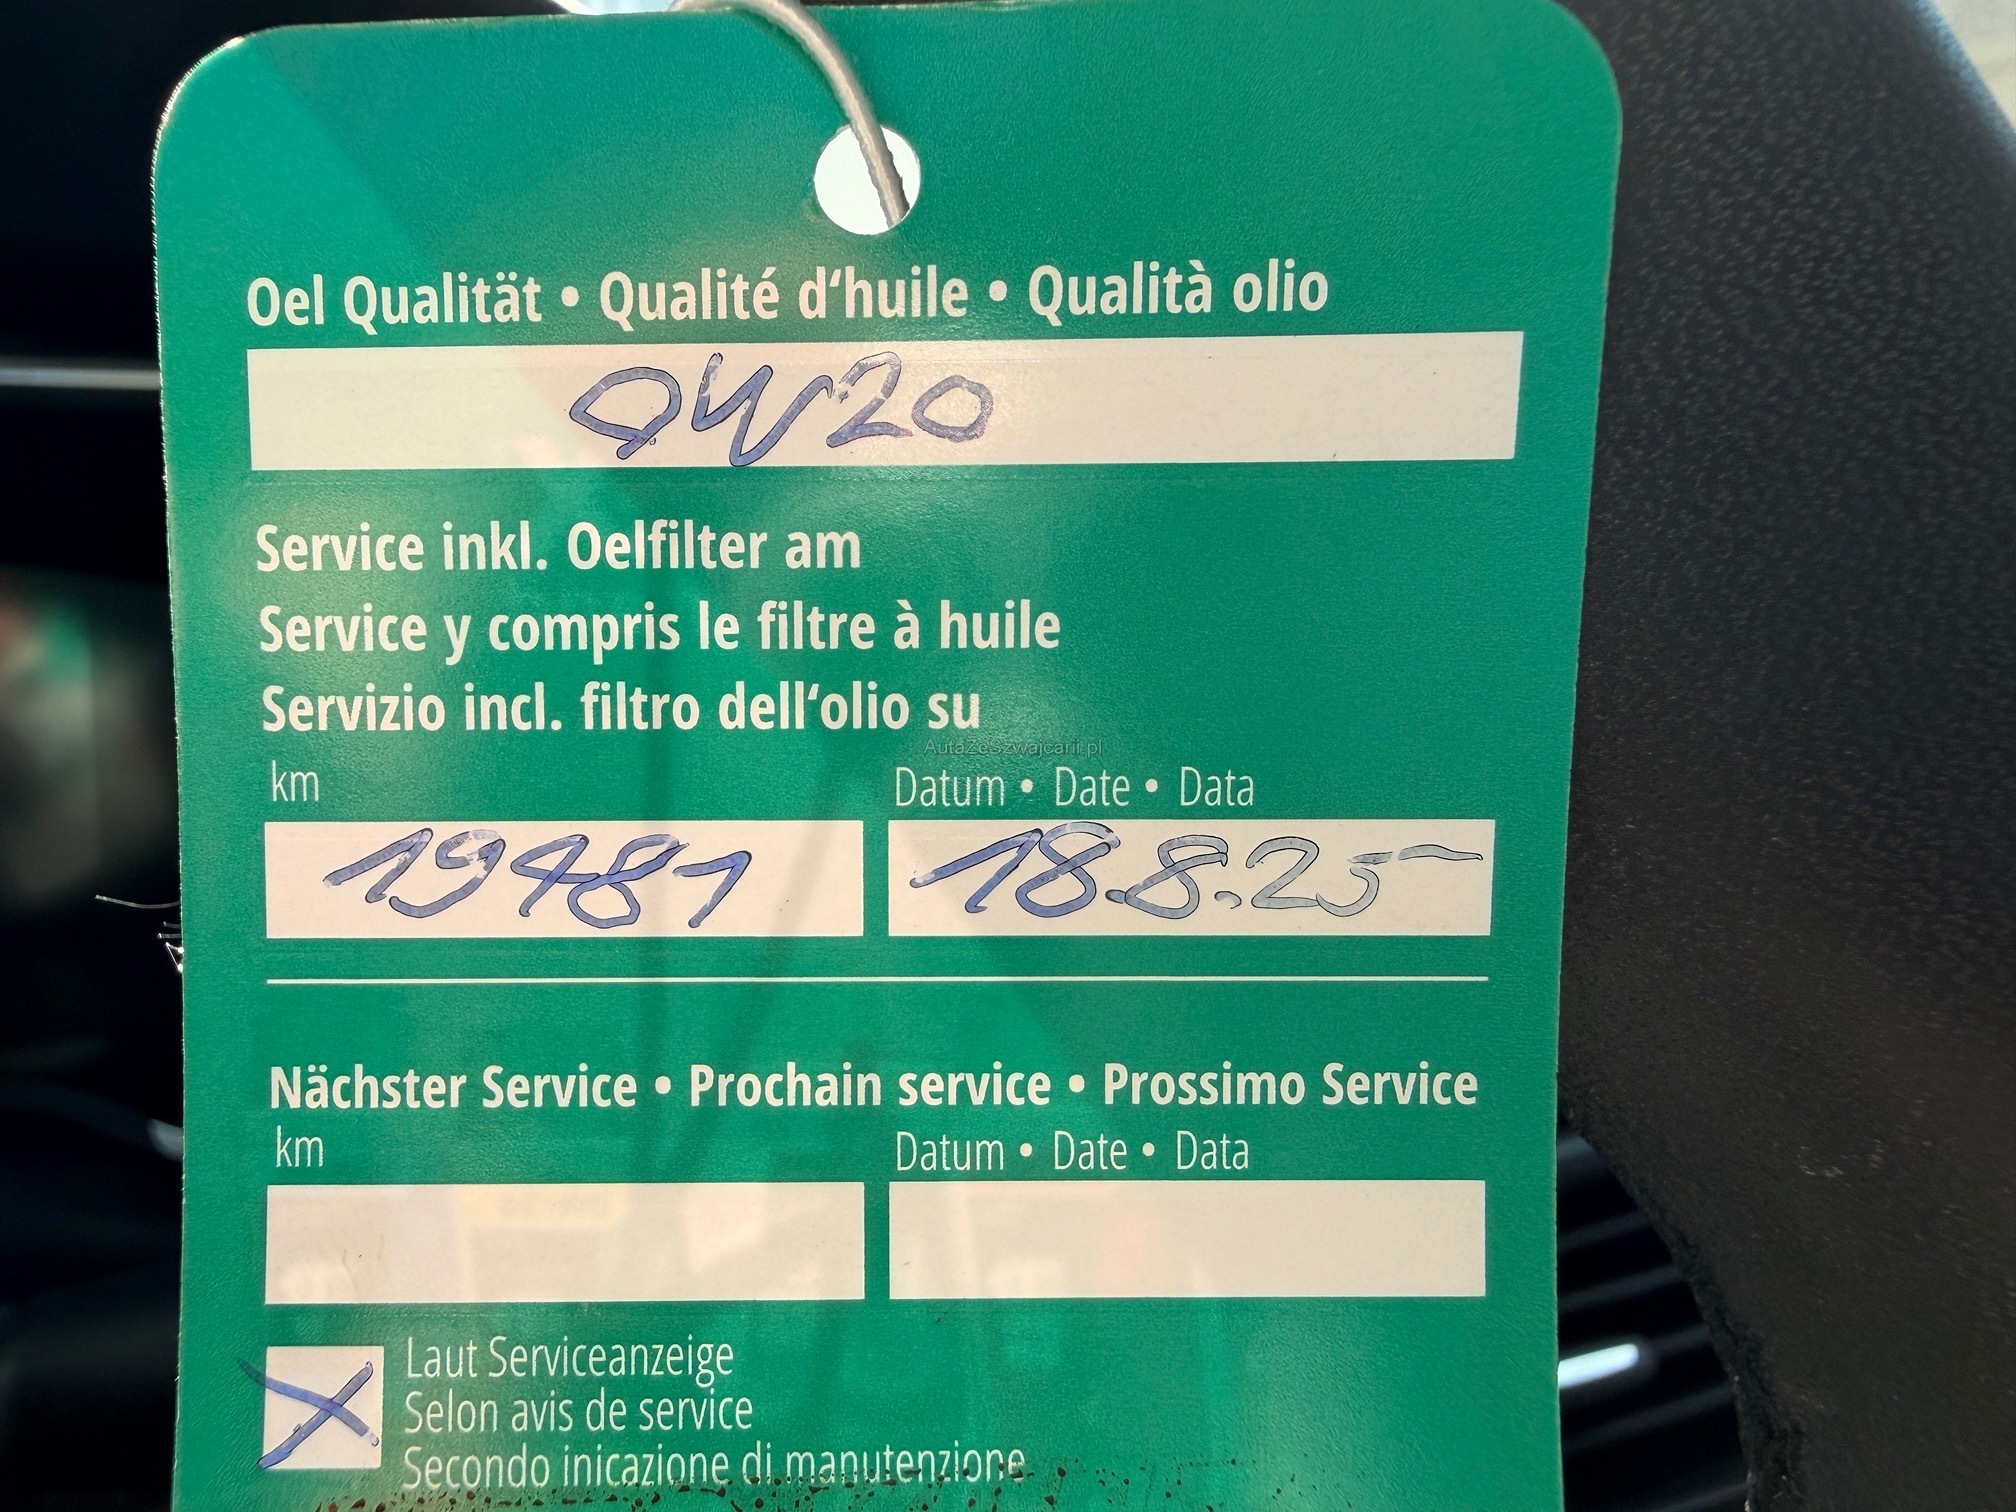 Oel Qualität • Qualité d‘huile • Qualità olio
0W20
Service inkl. Oelfilter am
Service y compris le filtre à huile
Servizio incl. filtro dell‘olio su
AutaZeSzwajcarii.pl
km Datum • Date • Data
19481 18.8.25
Nächster Service • Prochain service • Prossimo Service
km Datum • Date • Data
X Laut Serviceanzeige
Selon avis de service
Secondo inicazione di manutenzione